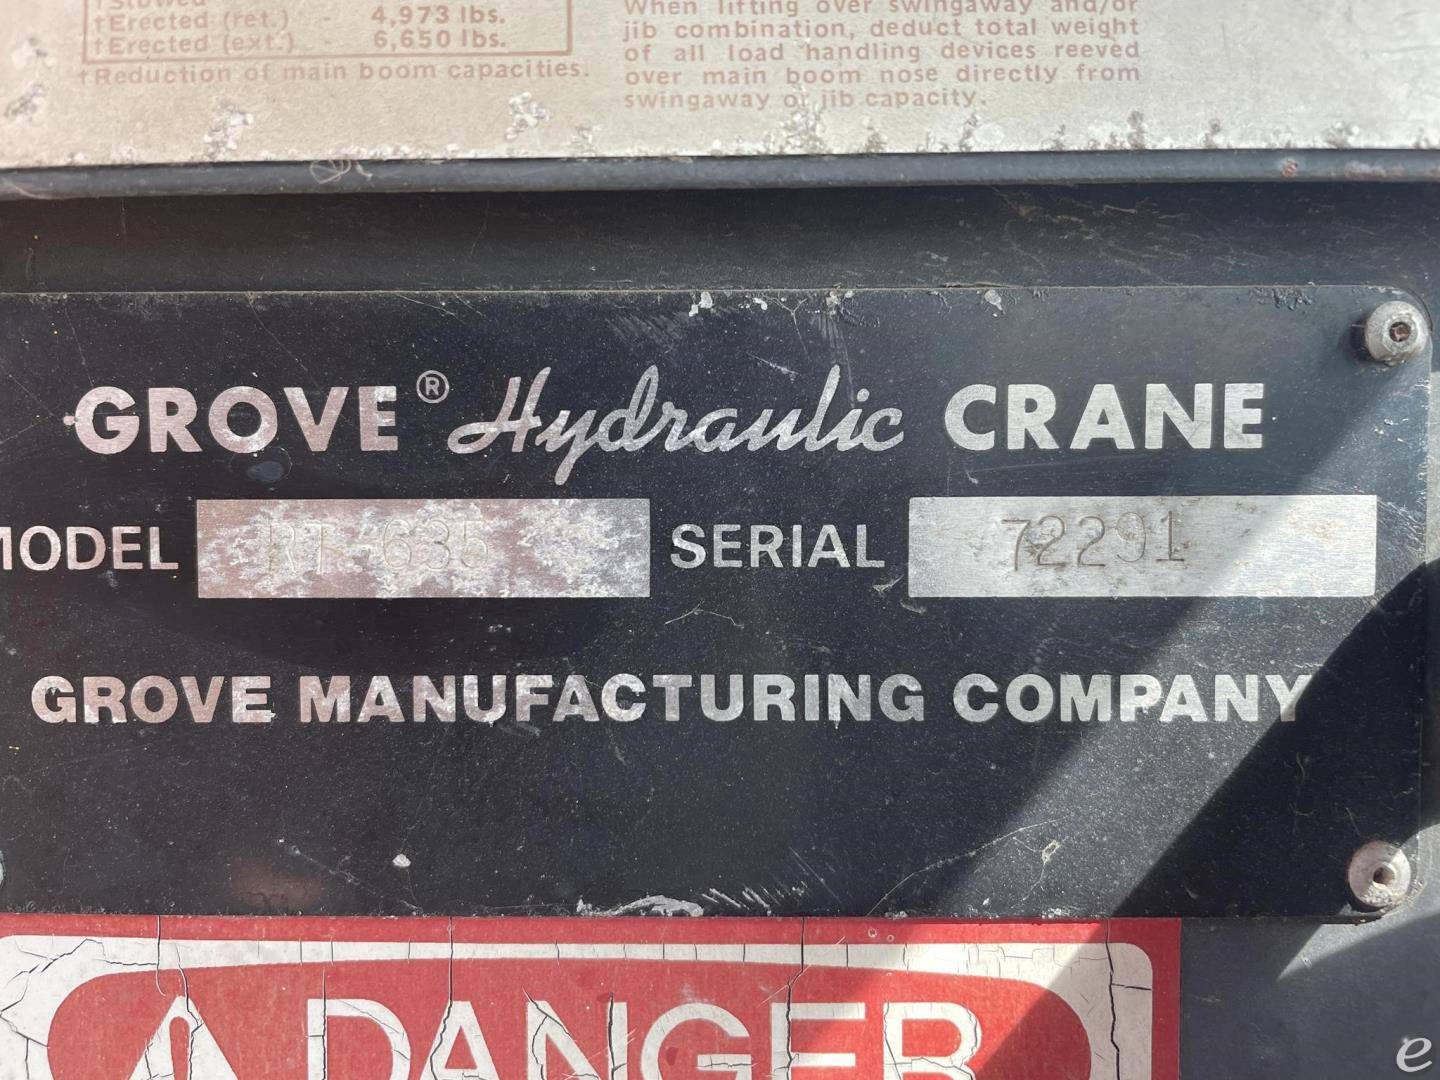 †Stowed
†Erected (ret.) - 4,973 lbs.
†Erected (ext.) - 6,650 lbs.
†Reduction of main boom capacities.
When lifting over swingaway and/or
jib combination, deduct total weight
of all load handling devices reeved
over main boom nose directly from
swingaway or jib capacity.
GROVE® Hydraulic CRANE
MODEL RT-635 SERIAL 72291
GROVE MANUFACTURING COMPANY
DANGER
e